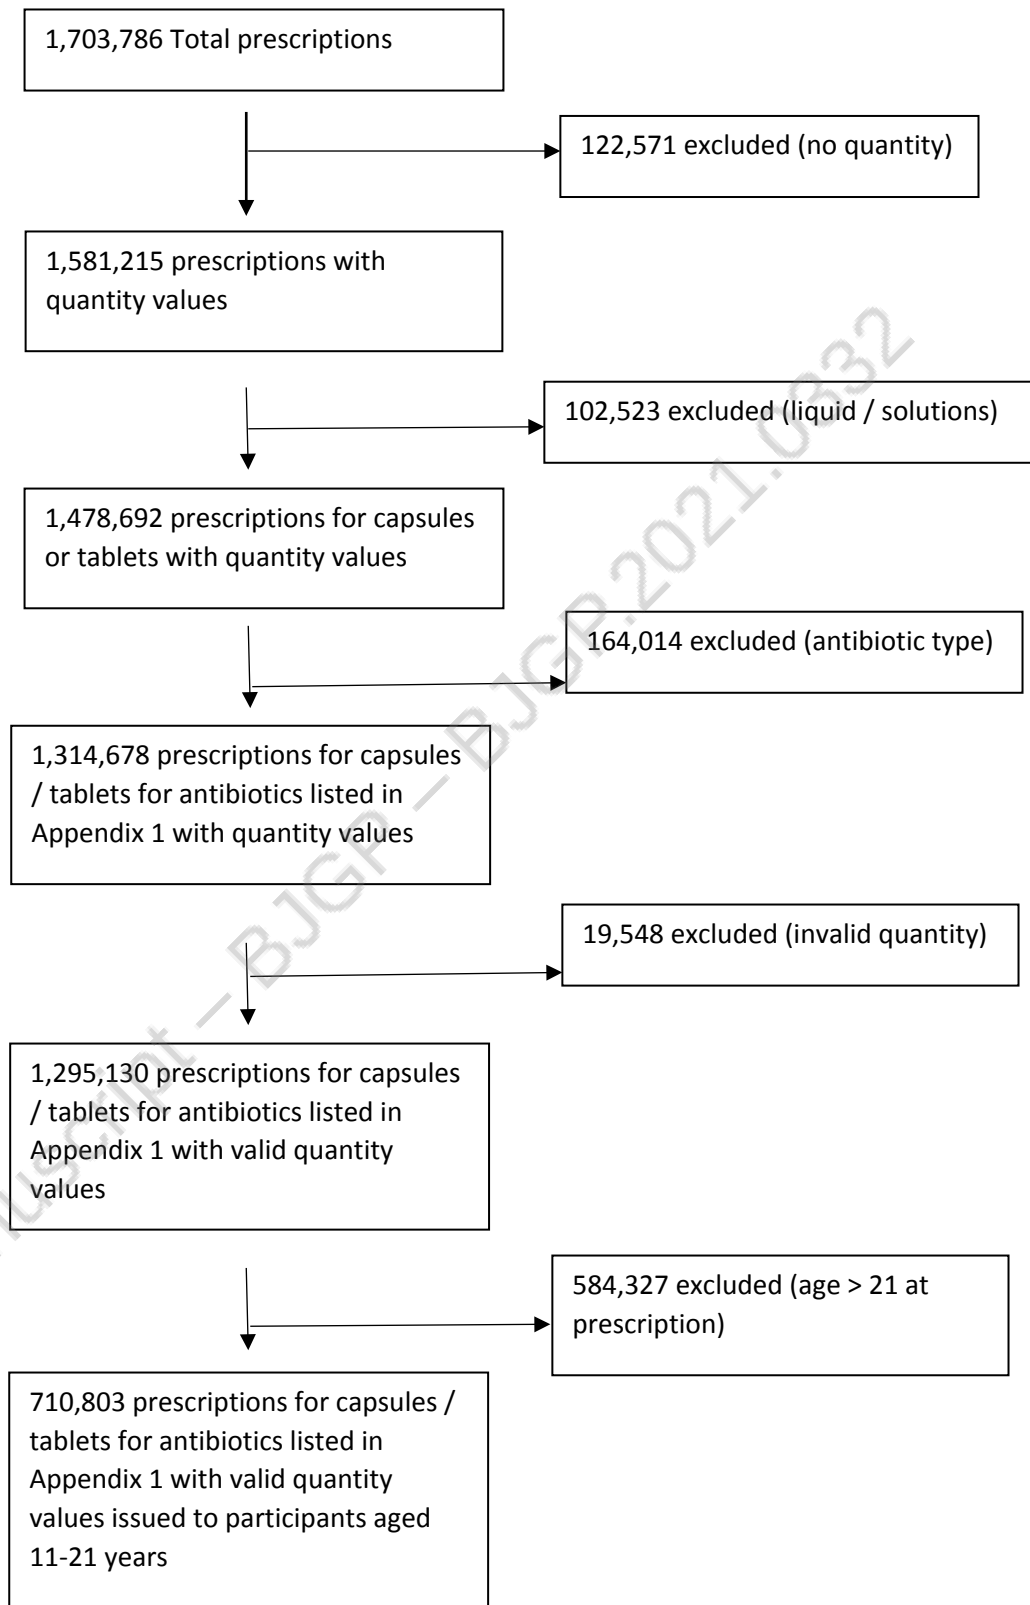 1,703,786 Total prescriptions
122,571 excluded (no quantity)
1,581,215 prescriptions with
quantity values
102,523 excluded (liquid / solutions)
1,478,692 prescriptions for capsules
or tablets with quantity values
164,014 excluded (antibiotic type)
1,314,678 prescriptions for capsules
/ tablets for antibiotics listed in
Appendix 1 with quantity values
19,548 excluded (invalid quantity)
1,295,130 prescriptions for capsules
/ tablets for antibiotics listed in
Appendix 1 with valid quantity
values
584,327 excluded (age > 21 at
prescription)
710,803 prescriptions for capsules /
tablets for antibiotics listed in
Appendix 1 with valid quantity
values issued to participants aged
11-21 years
nuscript – BJGP – BJGP.2021.0332